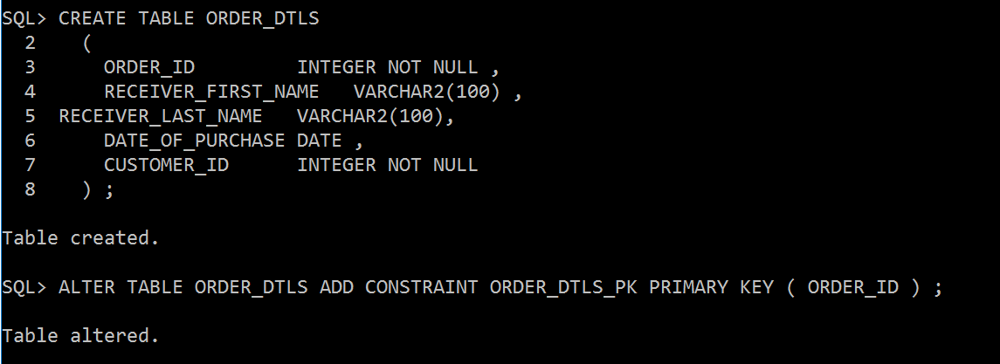 SQL> CREATE TABLE ORDER_DTLS
2 (
3 ORDER_ID INTEGER NOT NULL ,
4 RECEIVER_FIRST_NAME VARCHAR2(100) ,
5 RECEIVER_LAST_NAME VARCHAR2(100),
6 DATE_OF_PURCHASE DATE ,
7 CUSTOMER_ID INTEGER NOT NULL
8 ) ;
Table created.
SQL> ALTER TABLE ORDER_DTLS ADD CONSTRAINT ORDER_DTLS_PK PRIMARY KEY ( ORDER_ID ) ;
Table altered.